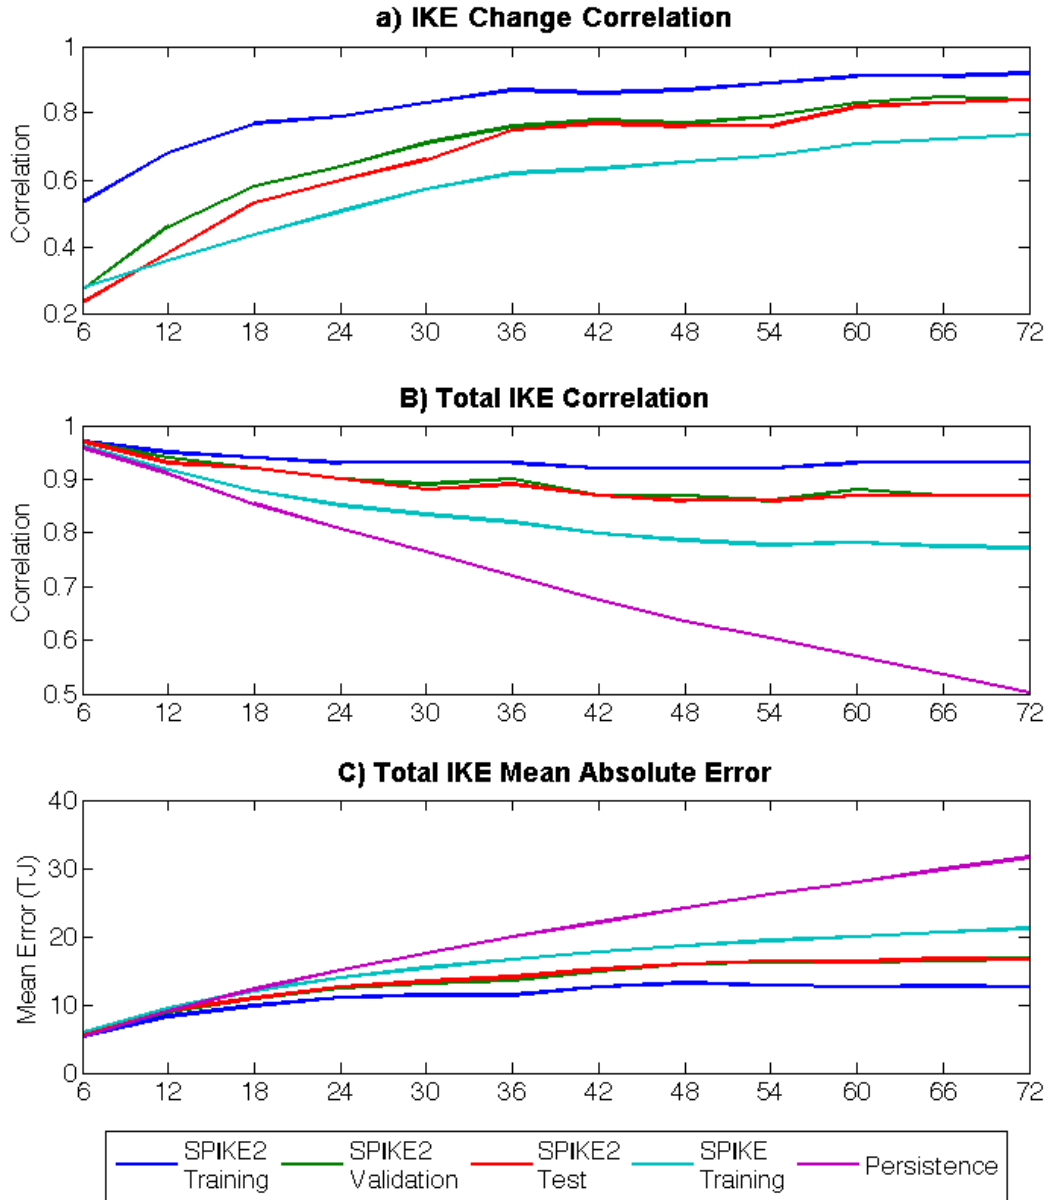 a) IKE Change Correlation
1
0.8
0.6
0.4
0.2
Correlation
6 12 18 24 30 36 42 48 54 60 66 72
B) Total IKE Correlation
1
0.9
0.8
0.7
0.6
0.5
Correlation
6 12 18 24 30 36 42 48 54 60 66 72
C) Total IKE Mean Absolute Error
40
30
20
10
0
Mean Error (TJ)
6 12 18 24 30 36 42 48 54 60 66 72
SPIKE2 Training
SPIKE2 Validation
SPIKE2 Test
SPIKE Training
Persistence